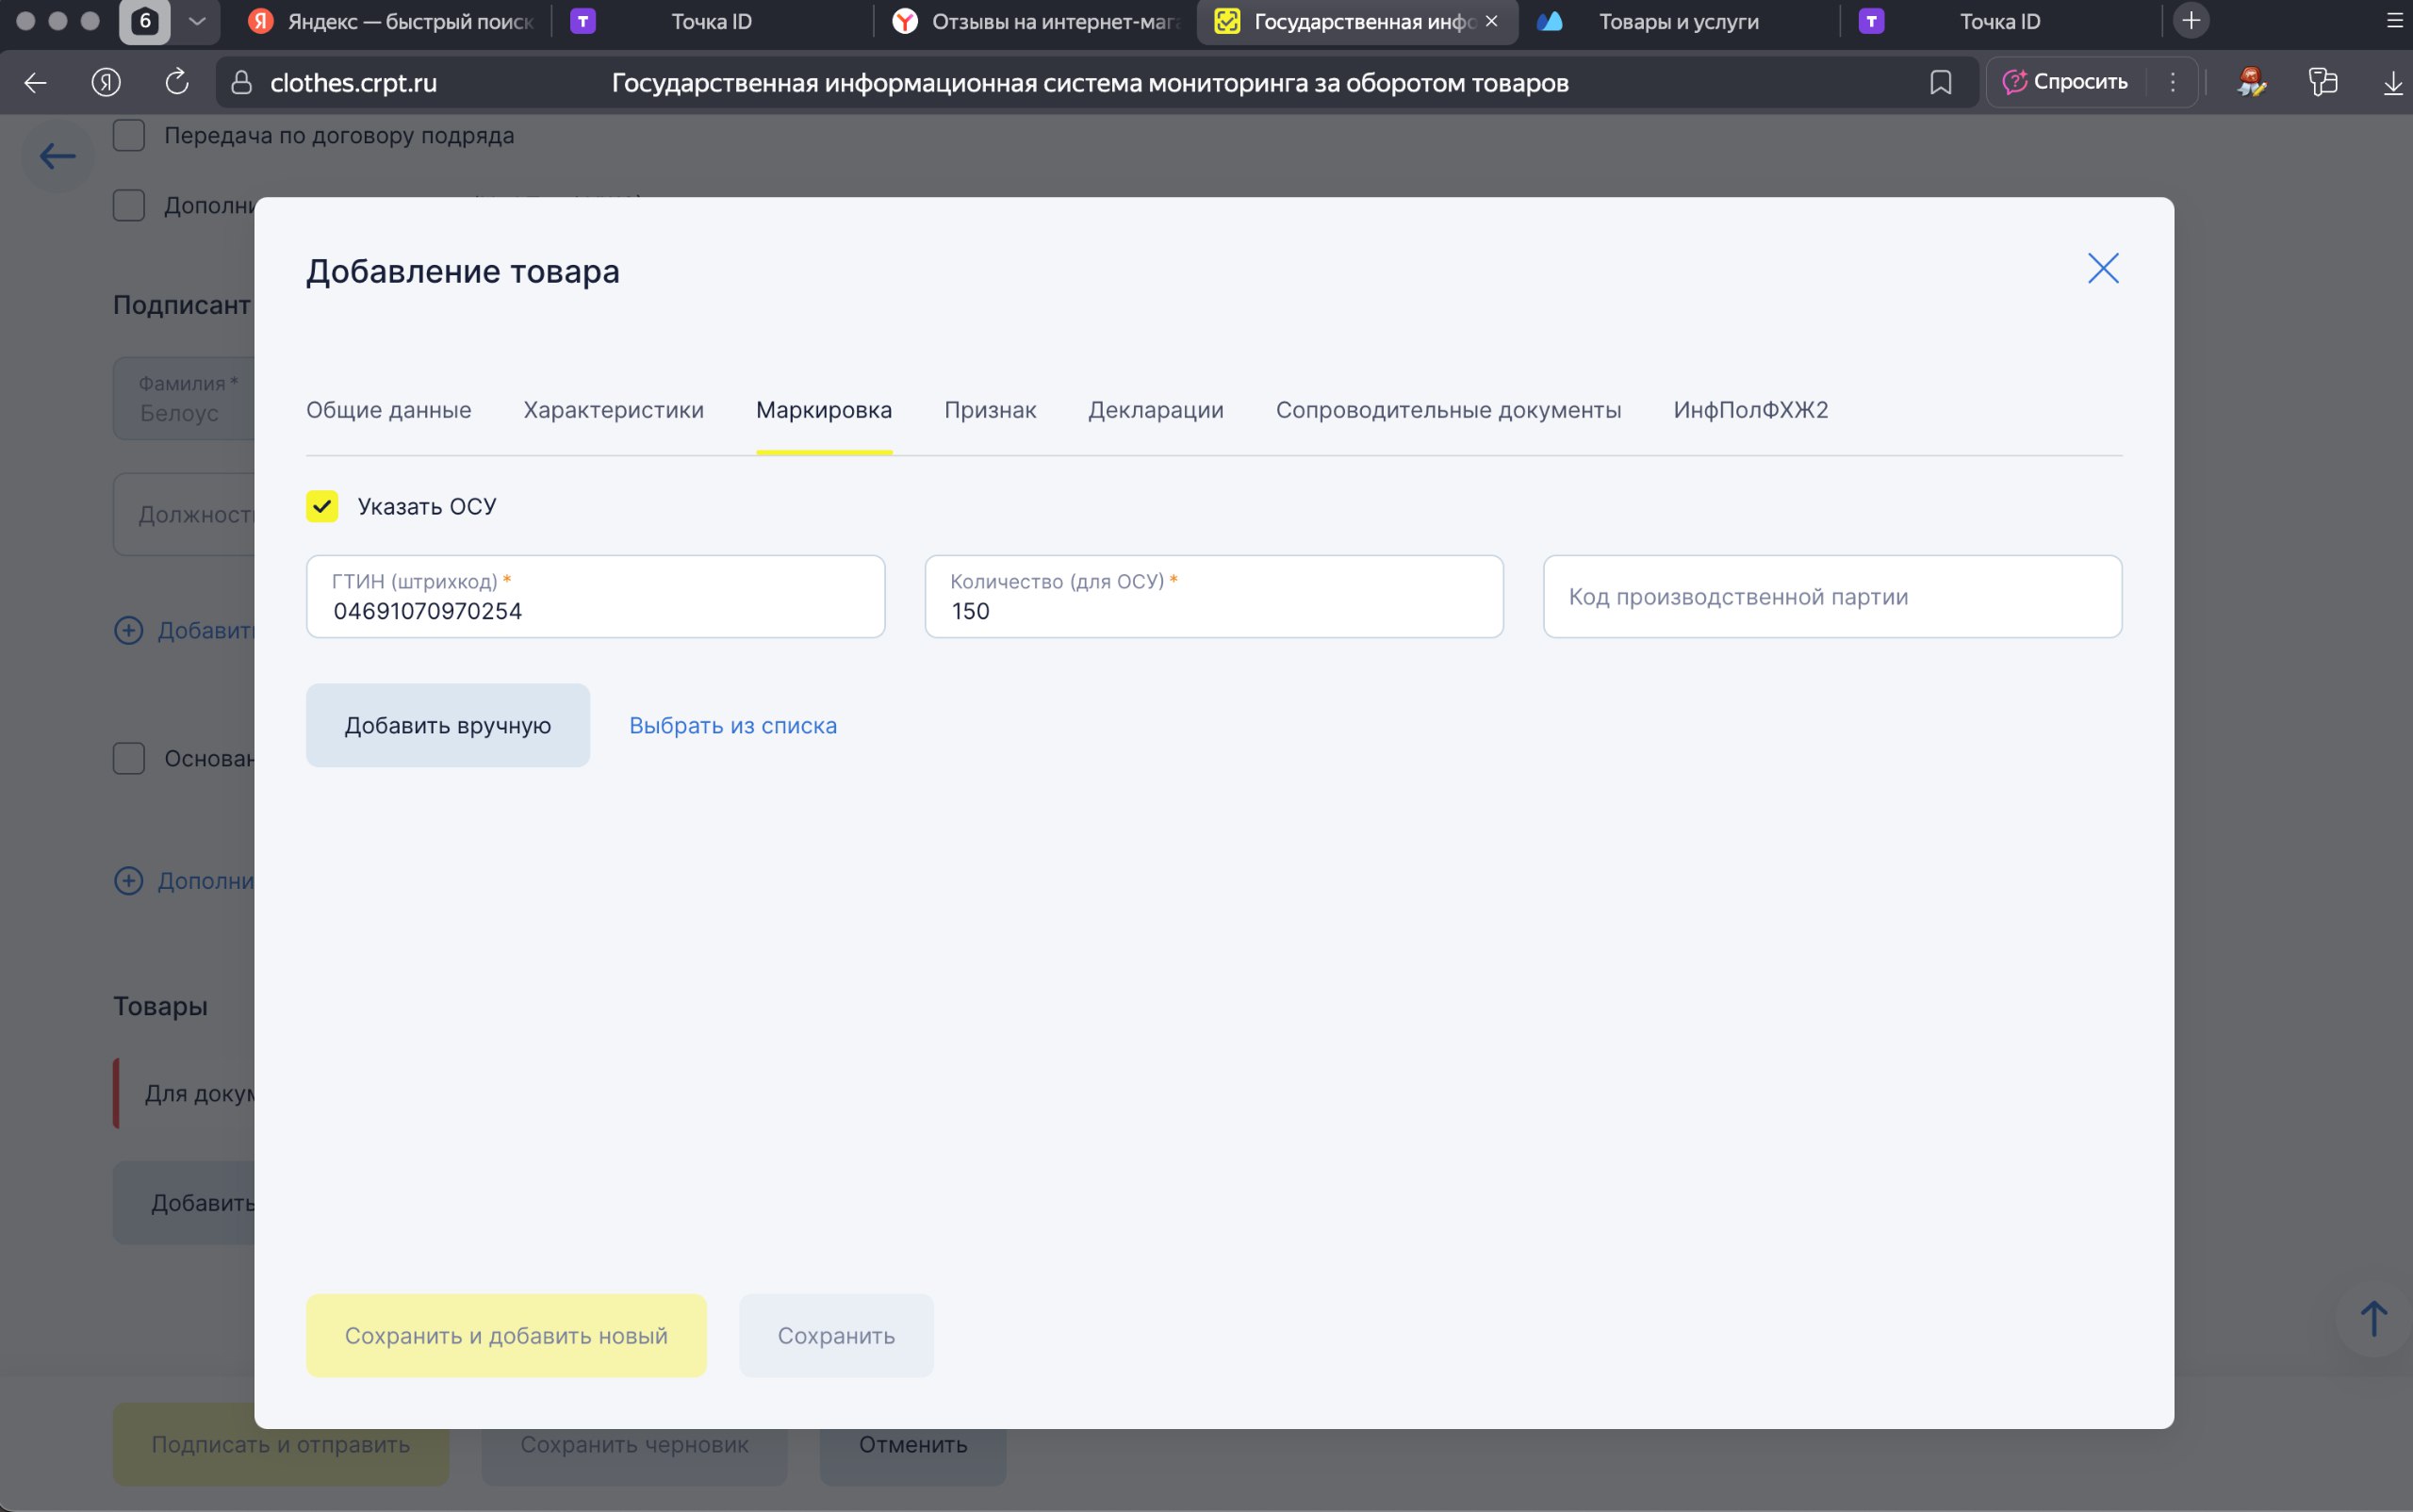 6
Яндекс — быстрый поиск
Точка ID
Отзывы на интернет-мага
Государственная инфо
Товары и услуги
Точка ID
clothes.crpt.ru
Государственная информационная система мониторинга за оборотом товаров
Спросить
Передача по договору подряда
Дополни
Добавление товара
Подписант
Фамилия *
Белоус
Общие данные
Характеристики
Маркировка
Признак
Декларации
Сопроводительные документы
ИнфПолФХЖ2
Указать ОСУ
Должност
ГТИН (штрихкод) *
04691070970254
Количество (для ОСУ) *
150
Код производственной партии
Добавит
Добавить вручную
Выбрать из списка
Основан
Дополни
Товары
Для докум
Добавить
Сохранить и добавить новый
Сохранить
Подписать и отправить
Сохранить черновик
Отменить